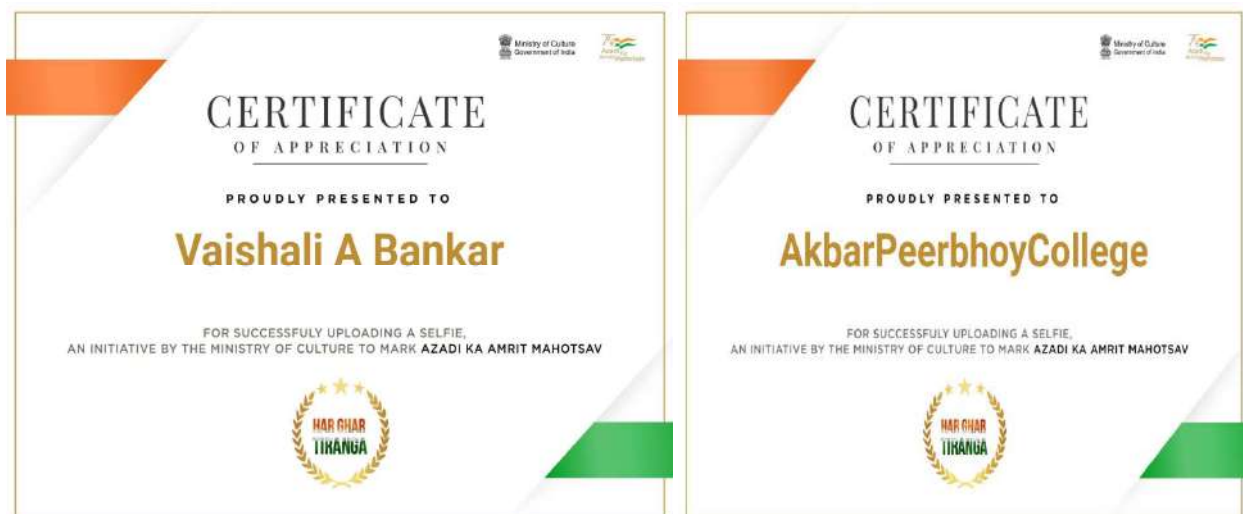 Ministry of Culture
Government of India
CERTIFICATE
OF APPRECIATION
PROUDLY PRESENTED TO
Vaishali A Bankar
FOR SUCCESSFULY UPLOADING A SELFIE,
AN INITIATIVE BY THE MINISTRY OF CULTURE TO MARK AZADI KA AMRIT MAHOTSAV
HAR GHAR
TIRANGA
Ministry of Culture
Government of India
CERTIFICATE
OF APPRECIATION
PROUDLY PRESENTED TO
AkbarPeerbhoyCollege
FOR SUCCESSFULY UPLOADING A SELFIE,
AN INITIATIVE BY THE MINISTRY OF CULTURE TO MARK AZADI KA AMRIT MAHOTSAV
HAR GHAR
TIRANGA